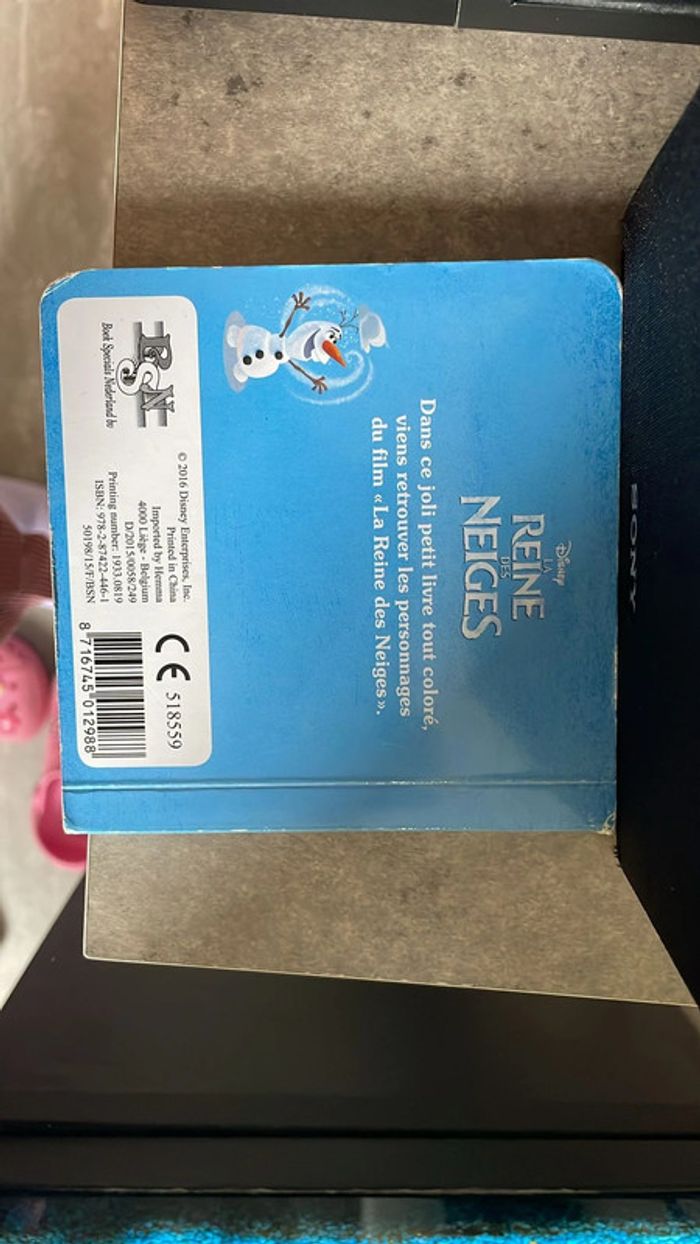 Disney
LA
REINE
DES
NEIGES
Dans ce joli petit livre tout coloré,
viens retrouver les personnages
du film «La Reine des Neiges».
BSN
Book Specials Nederland bv
© 2016 Disney Enterprises, Inc.
Printed in China
Imported by Hemma
4000 Liège - Belgium
D/2015/0058/249
Printing number: 1933.0819
ISBN: 978-2-87422-446-1
50198/15/F/BSN
CE 518559
8 716745 012988
SONY